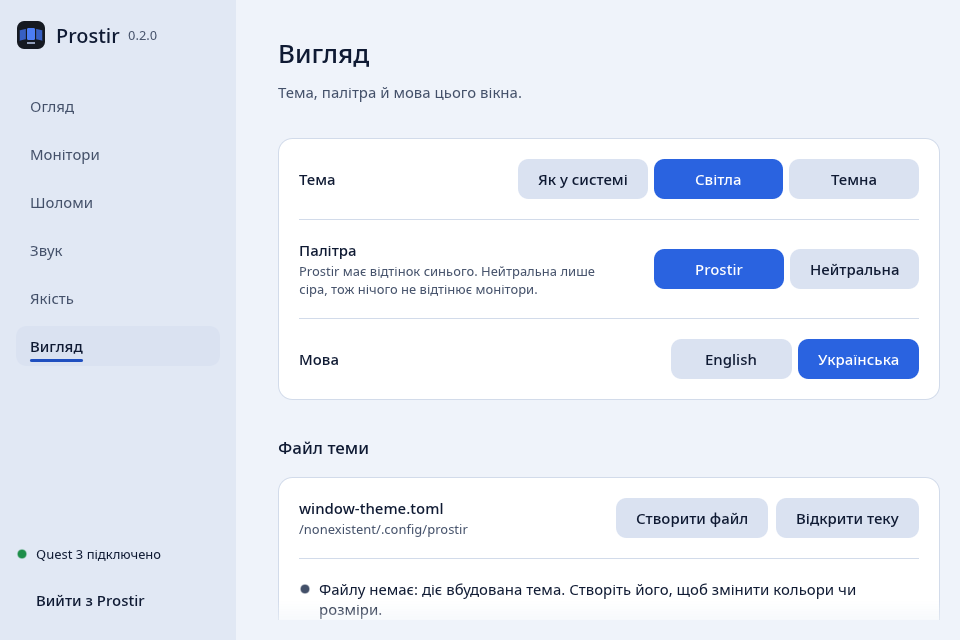 Prostir 0.2.0
Огляд
Монітори
Шоломи
Звук
Якість
Вигляд
Quest 3 підключено
Вийти з Prostir
Вигляд
Тема, палітра й мова цього вікна.
Тема
Як у системі
Світла
Темна
Палітра
Prostir має відтінок синього. Нейтральна лише
сіра, тож нічого не відтінює монітори.
Prostir
Нейтральна
Мова
English
Українська
Файл теми
window-theme.toml
/nonexistent/.config/prostir
Створити файл
Відкрити теку
Файлу немає: діє вбудована тема. Створіть його, щоб змінити кольори чи
розміри.